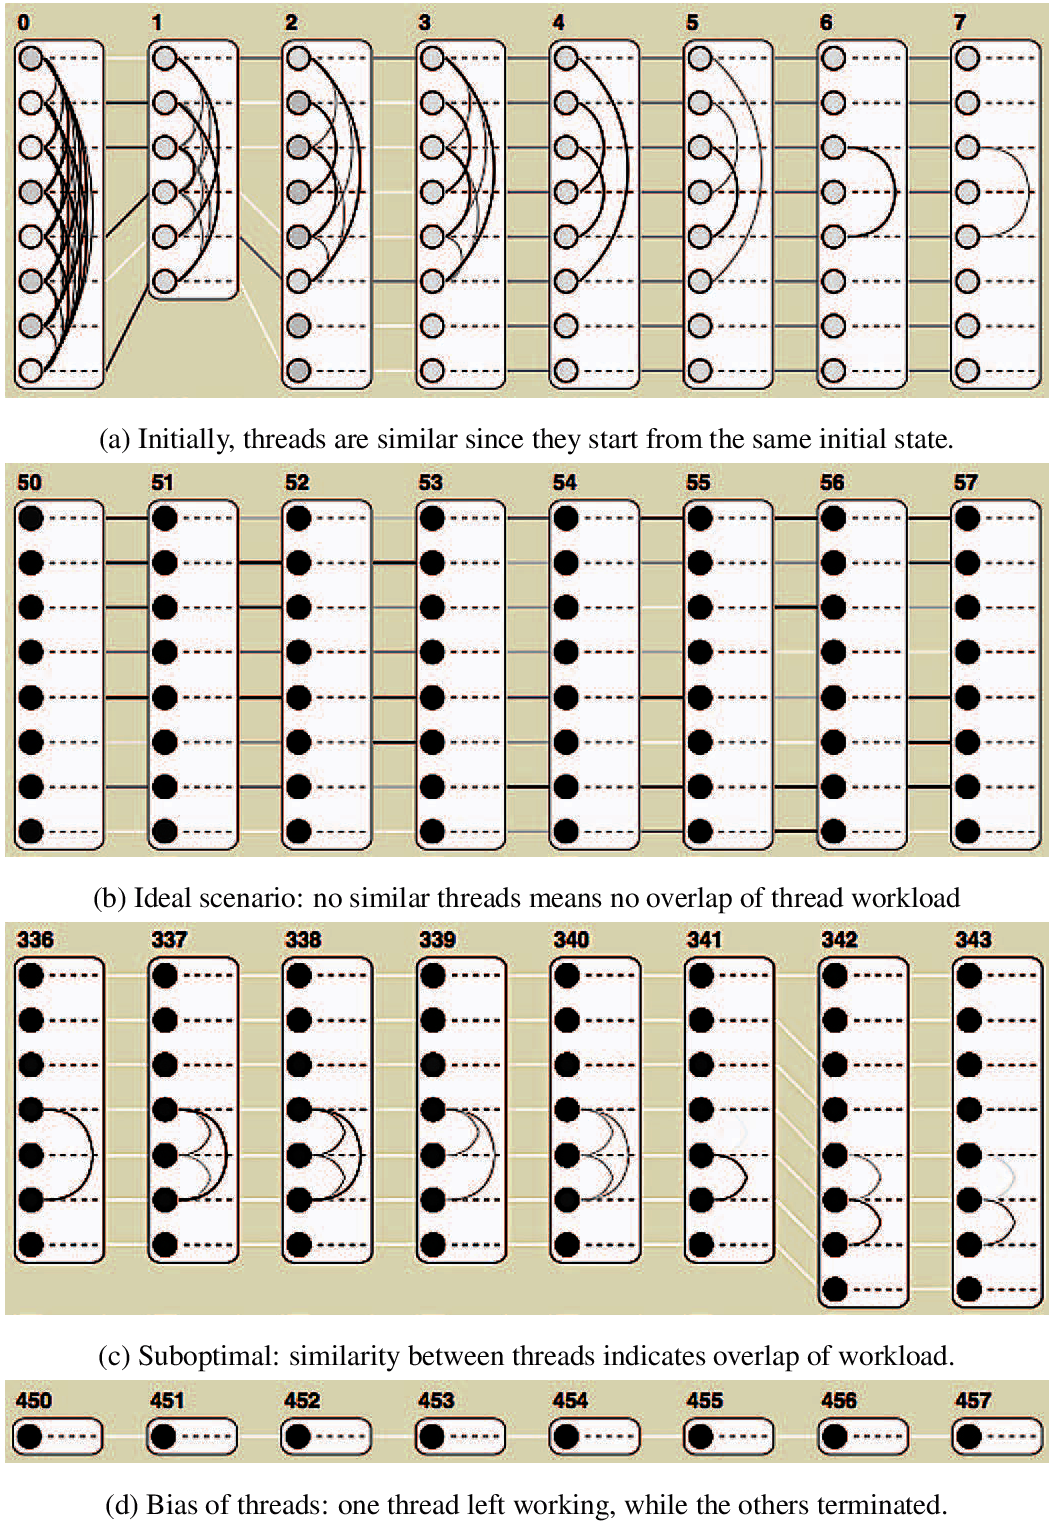 0 1 2 3 4 5 6 7
(a) Initially, threads are similar since they start from the same initial state.
50 51 52 53 54 55 56 57
(b) Ideal scenario: no similar threads means no overlap of thread workload
336 337 338 339 340 341 342 343
(c) Suboptimal: similarity between threads indicates overlap of workload.
450 451 452 453 454 455 456 457
(d) Bias of threads: one thread left working, while the others terminated.